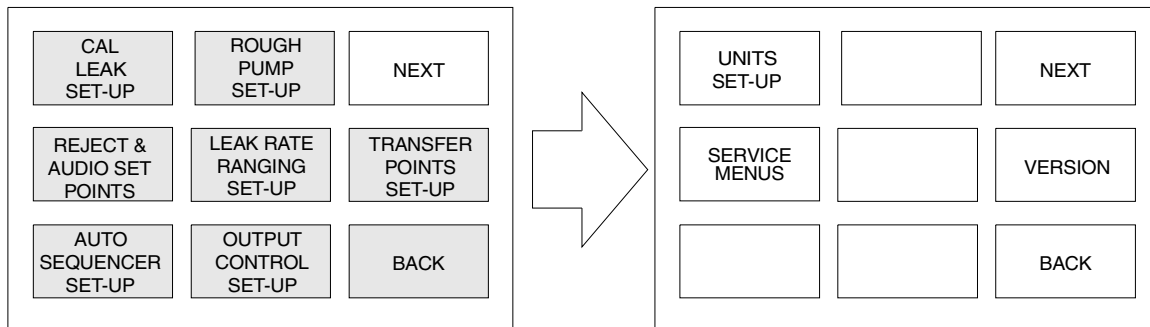 CAL
LEAK
SET-UP
ROUGH
PUMP
SET-UP
NEXT
REJECT &
AUDIO SET
POINTS
LEAK RATE
RANGING
SET-UP
TRANSFER
POINTS
SET-UP
AUTO
SEQUENCER
SET-UP
OUTPUT
CONTROL
SET-UP
BACK
UNITS
SET-UP
NEXT
SERVICE
MENUS
VERSION
BACK